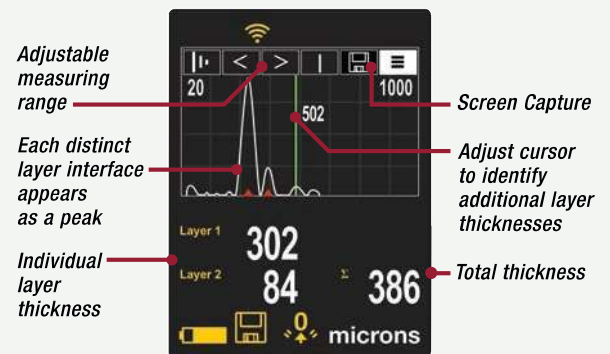 Adjustable
measuring
range
Each distinct
layer interface
appears
as a peak
Individual
layer
thickness
< >
20
1000
502
Layer 1
302
Layer 2
84
Σ
386
0
microns
Screen Capture
Adjust cursor
to identify
additional layer
thicknesses
Total thickness